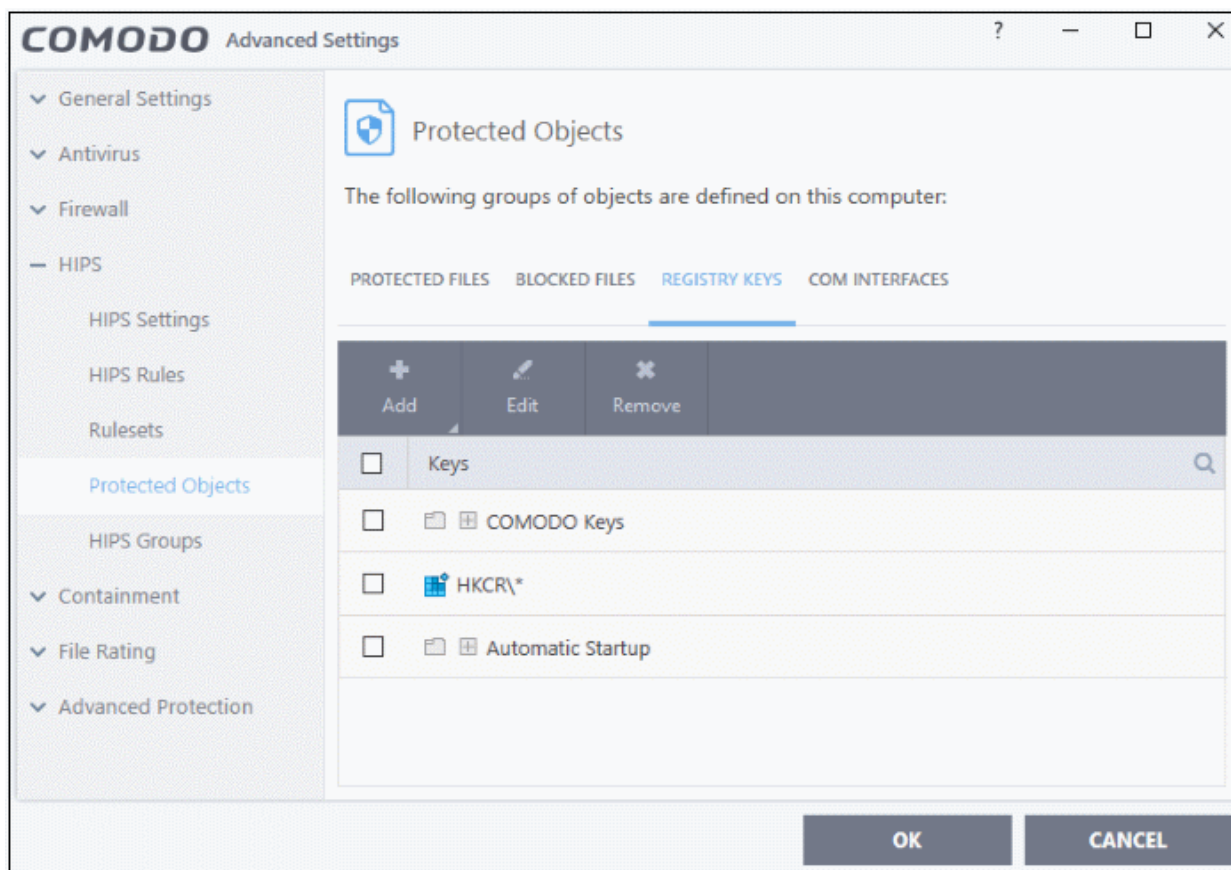 COMODO Advanced Settings ?
General Settings
Antivirus
Firewall
HIPS
HIPS Settings
HIPS Rules
Rulesets
Protected Objects
HIPS Groups
Containment
File Rating
Advanced Protection
Protected Objects
The following groups of objects are defined on this computer:
PROTECTED FILES BLOCKED FILES REGISTRY KEYS COM INTERFACES
Add Edit Remove
Keys
COMODO Keys
HKCR\*
Automatic Startup
OK CANCEL